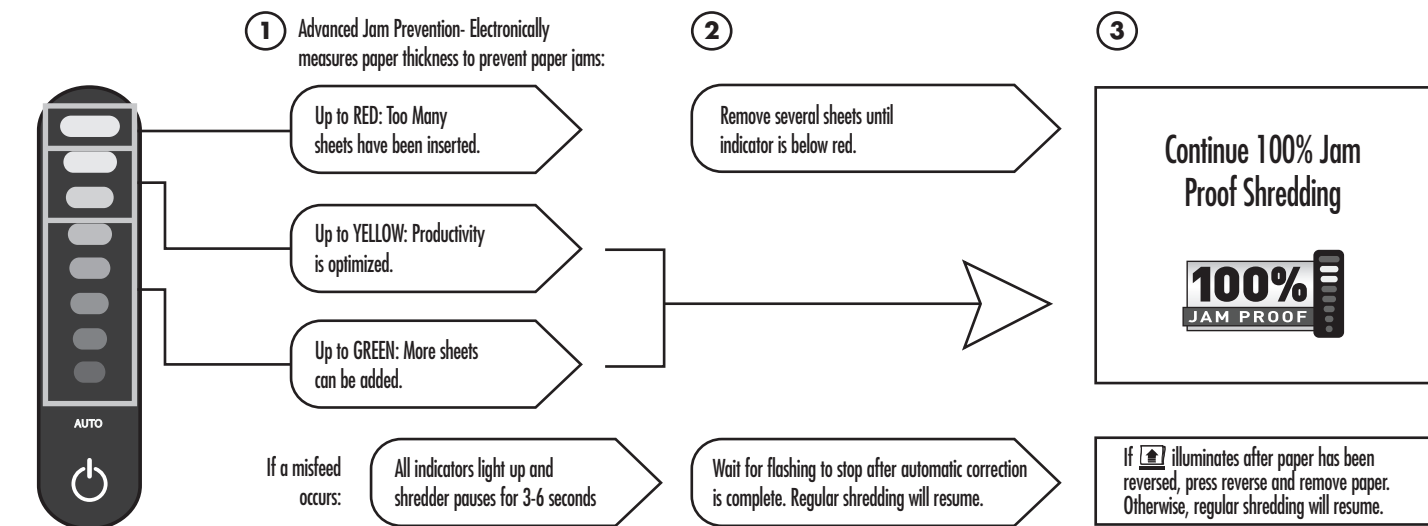 1
Advanced Jam Prevention- Electronically
measures paper thickness to prevent paper jams:
2
3
Up to RED: Too Many
sheets have been inserted.
Remove several sheets until
indicator is below red.
Continue 100% Jam
Proof Shredding
Up to YELLOW: Productivity
is optimized.
100%
JAM PROOF
Up to GREEN: More sheets
can be added.
AUTO
If a misfeed
occurs:
All indicators light up and
shredder pauses for 3-6 seconds
Wait for flashing to stop after automatic correction
is complete. Regular shredding will resume.
If illuminates after paper has been
reversed, press reverse and remove paper.
Otherwise, regular shredding will resume.